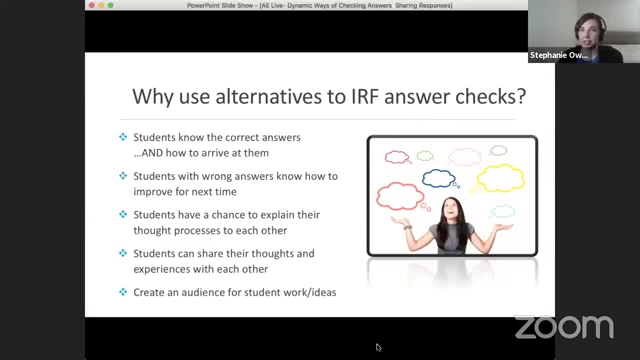 PowerPoint Slide Show - [AE Live- Dynamic Ways of Checking Answers Sharing Responses]
Stephanie Ow...
Why use alternatives to IRF answer checks?
Students know the correct answers
…AND how to arrive at them
Students with wrong answers know how to
improve for next time
Students have a chance to explain their
thought processes to each other
Students can share their thoughts and
experiences with each other
Create an audience for student work/ideas
zoom